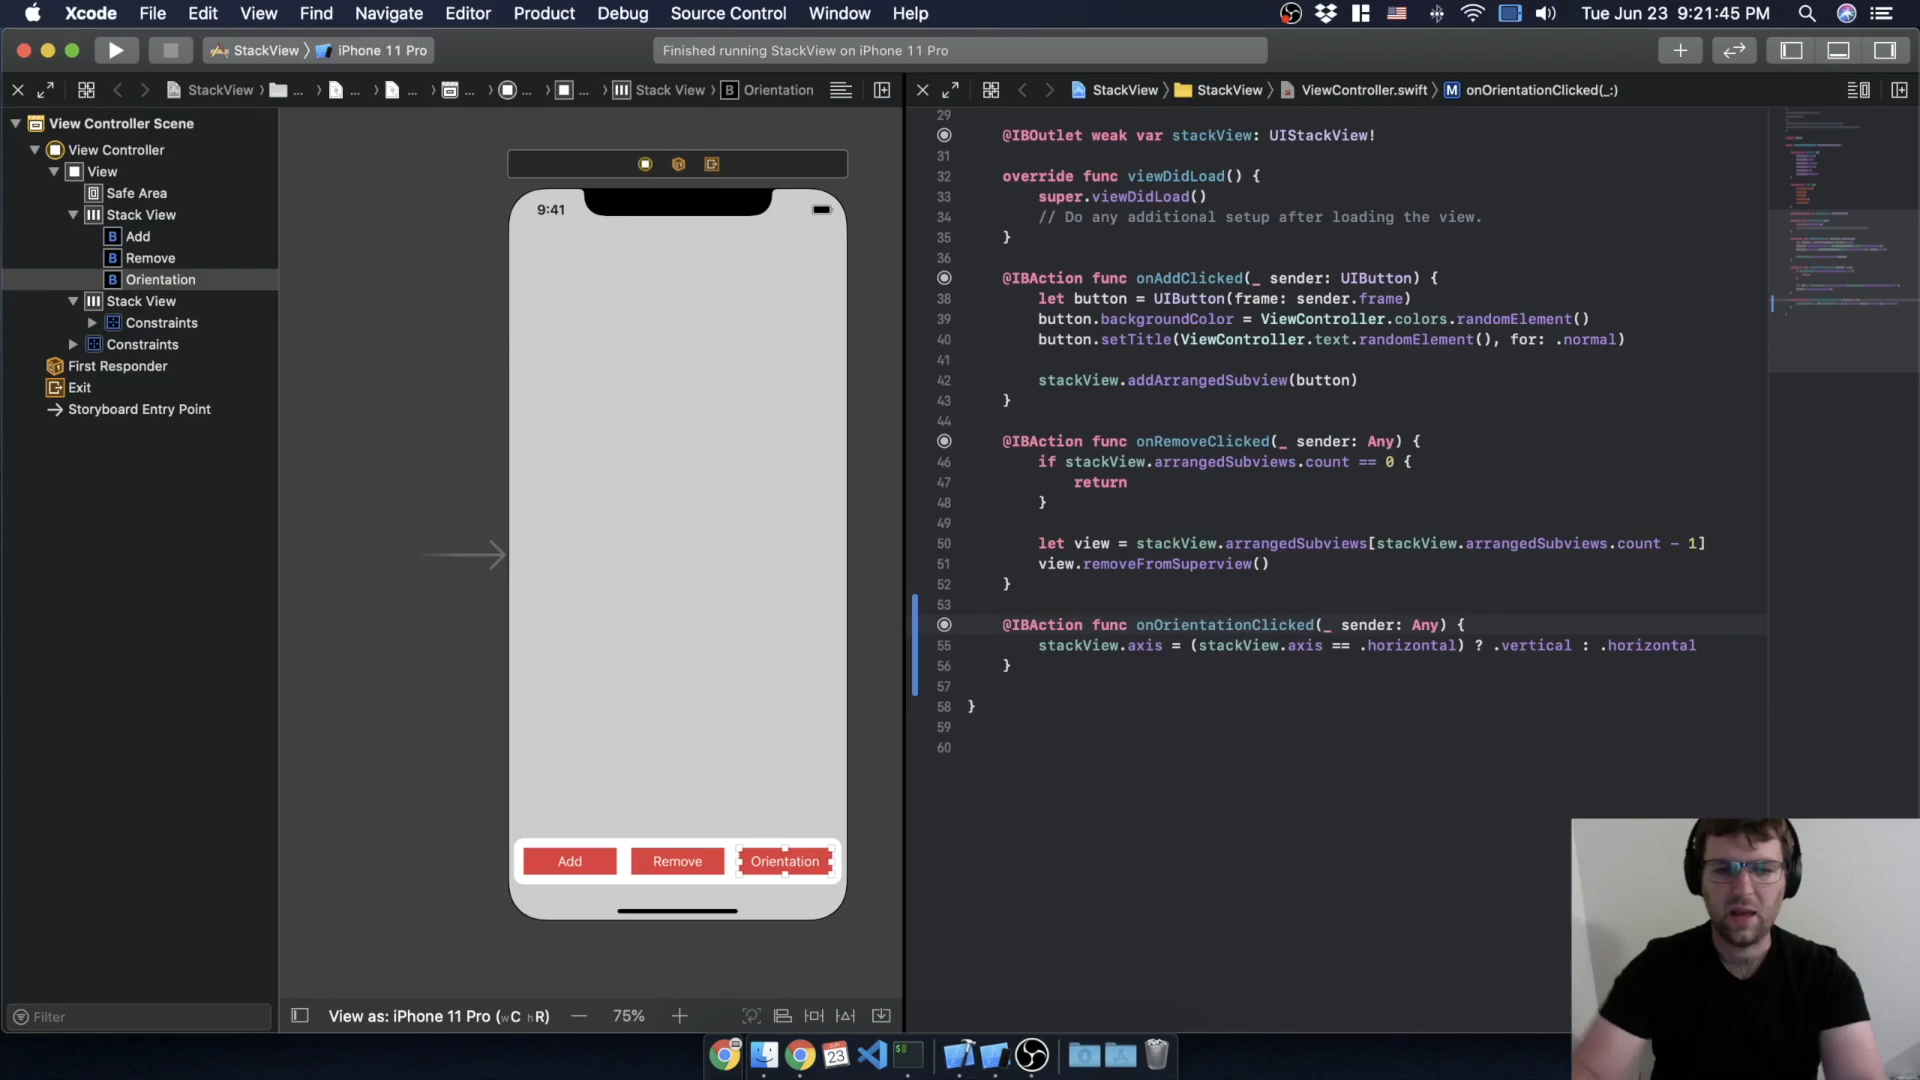 Xcode File Edit View Find Navigate Editor Product Debug Source Control Window Help
Tue Jun 23 9:21:45 PM
StackView iPhone 11 Pro
Finished running StackView on iPhone 11 Pro
StackView ... ... ... ... ... ... Stack View B Orientation
StackView StackView ViewController.swift M onOrientationClicked(_:)
View Controller Scene
View Controller
View
Safe Area
Stack View
B Add
B Remove
B Orientation
Stack View
Constraints
Constraints
First Responder
Exit
Storyboard Entry Point
Filter
9:41
Add Remove Orientation
View as: iPhone 11 Pro (wC hR)
75%
29
@IBOutlet weak var stackView: UIStackView!
31
32 override func viewDidLoad() {
33 super.viewDidLoad()
34 // Do any additional setup after loading the view.
35 }
36
@IBAction func onAddClicked(_ sender: UIButton) {
38 let button = UIButton(frame: sender.frame)
39 button.backgroundColor = ViewController.colors.randomElement()
40 button.setTitle(ViewController.text.randomElement(), for: .normal)
41
42 stackView.addArrangedSubview(button)
43 }
44
@IBAction func onRemoveClicked(_ sender: Any) {
46 if stackView.arrangedSubviews.count == 0 {
47 return
48 }
49
50 let view = stackView.arrangedSubviews[stackView.arrangedSubviews.count - 1]
51 view.removeFromSuperview()
52 }
53
@IBAction func onOrientationClicked(_ sender: Any) {
55 stackView.axis = (stackView.axis == .horizontal) ? .vertical : .horizontal
56 }
57
58 }
59
60
23